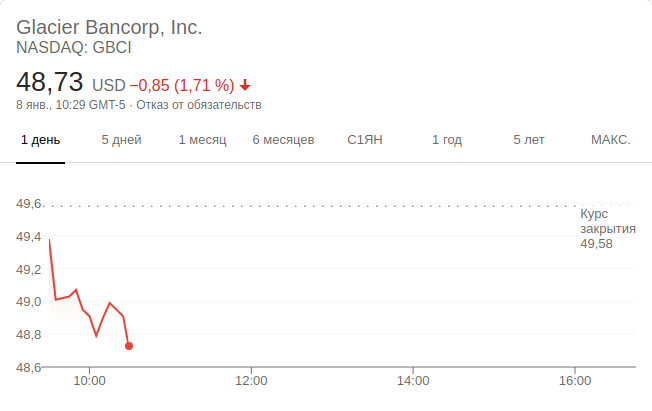 Glacier Bancorp, Inc.
NASDAQ: GBCI
48,73 USD −0,85 (1,71 %)
8 янв., 10:29 GMT-5 · Отказ от обязательств
1 день 5 дней 1 месяц 6 месяцев С1ЯН 1 год 5 лет МАКС.
49,6
Курс
закрытия
49,58
49,4
49,2
49,0
48,8
48,6
10:00 12:00 14:00 16:00